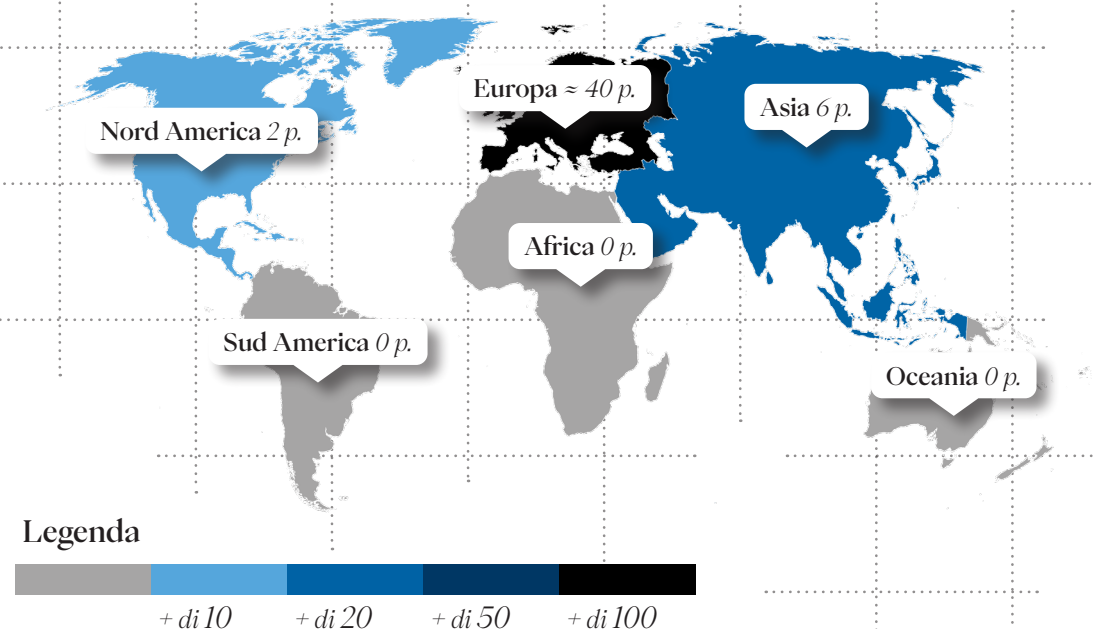 Europa ≈ 40 p.
Asia 6 p.
Nord America 2 p.
Africa 0 p.
Sud America 0 p.
Oceania 0 p.
Legenda
+ di 10
+ di 20
+ di 50
+ di 100